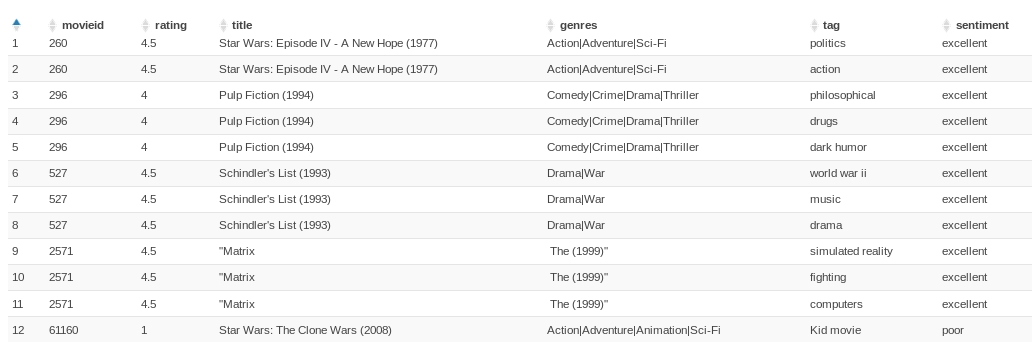 movieid rating title genres tag sentiment
1 260 4.5 Star Wars: Episode IV - A New Hope (1977) Action|Adventure|Sci-Fi politics excellent
2 260 4.5 Star Wars: Episode IV - A New Hope (1977) Action|Adventure|Sci-Fi action excellent
3 296 4 Pulp Fiction (1994) Comedy|Crime|Drama|Thriller philosophical excellent
4 296 4 Pulp Fiction (1994) Comedy|Crime|Drama|Thriller drugs excellent
5 296 4 Pulp Fiction (1994) Comedy|Crime|Drama|Thriller dark humor excellent
6 527 4.5 Schindler's List (1993) Drama|War world war ii excellent
7 527 4.5 Schindler's List (1993) Drama|War music excellent
8 527 4.5 Schindler's List (1993) Drama|War drama excellent
9 2571 4.5 "Matrix The (1999)" simulated reality excellent
10 2571 4.5 "Matrix The (1999)" fighting excellent
11 2571 4.5 "Matrix The (1999)" computers excellent
12 61160 1 Star Wars: The Clone Wars (2008) Action|Adventure|Animation|Sci-Fi Kid movie poor